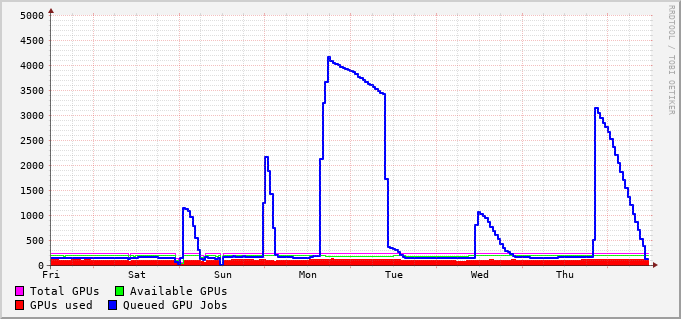 5000
4500
4000
3500
3000
2500
2000
1500
1000
500
0
Fri Sat Sun Mon Tue Wed Thu
Total GPUs Available GPUs
GPUs used Queued GPU Jobs
RRDTOOL / TOBI OETIKER